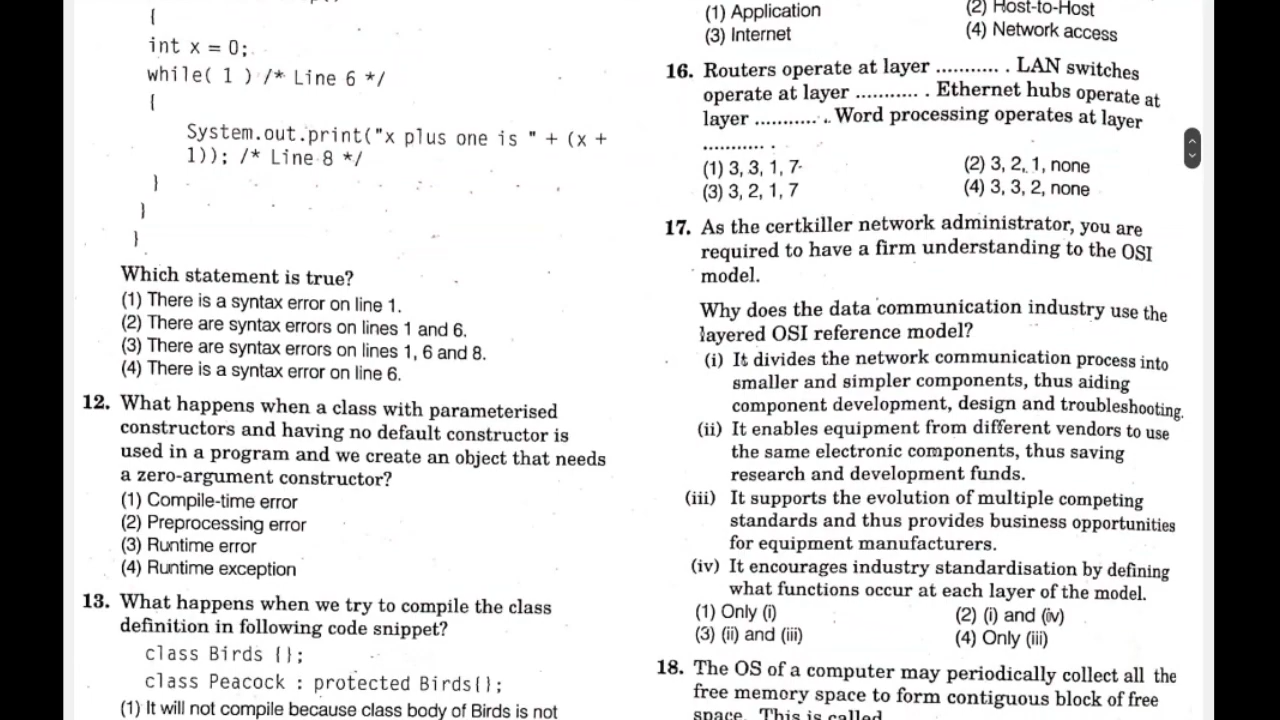 {
int x = 0;
while( 1 ) /* Line 6 */
{
System.out.print("x plus one is " + (x +
1)); /* Line 8 */
}
}
}
Which statement is true?
(1) There is a syntax error on line 1.
(2) There are syntax errors on lines 1 and 6.
(3) There are syntax errors on lines 1, 6 and 8.
(4) There is a syntax error on line 6.
12. What happens when a class with parameterised
constructors and having no default constructor is
used in a program and we create an object that needs
a zero-argument constructor?
(1) Compile-time error
(2) Preprocessing error
(3) Runtime error
(4) Runtime exception
13. What happens when we try to compile the class
definition in following code snippet?
class Birds {};
class Peacock : protected Birds{};
(1) It will not compile because class body of Birds is not
(1) Application
(2) Host-to-Host
(3) Internet
(4) Network access
16. Routers operate at layer ........... . LAN switches
operate at layer ........... . Ethernet hubs operate at
layer ........... . Word processing operates at layer
........... .
(1) 3, 3, 1, 7
(2) 3, 2, 1, none
(3) 3, 2, 1, 7
(4) 3, 3, 2, none
17. As the certkiller network administrator, you are
required to have a firm understanding to the OSI
model.
Why does the data communication industry use the
layered OSI reference model?
(i) It divides the network communication process into
smaller and simpler components, thus aiding
component development, design and troubleshooting.
(ii) It enables equipment from different vendors to use
the same electronic components, thus saving
research and development funds.
(iii) It supports the evolution of multiple competing
standards and thus provides business opportunities
for equipment manufacturers.
(iv) It encourages industry standardisation by defining
what functions occur at each layer of the model.
(1) Only (i)
(2) (i) and (iv)
(3) (ii) and (iii)
(4) Only (iii)
18. The OS of a computer may periodically collect all the
free memory space to form contiguous block of free
space. This is called